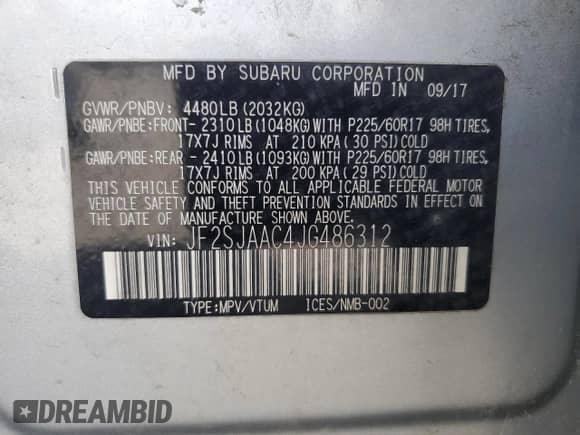 MFD BY SUBARU CORPORATION
MFD IN 09/17
GVWR/PNBV: 4480LB(2032KG)
GAWR/PNBE:FRONT- 2310LB(1048KG)WITH P225/60R17 98H TIRES,
17X7J RIMS AT 210 KPA( 30 PSI)COLD
GAWR/PNBE:REAR - 2410LB(1093KG)WITH P225/60R17 98H TIRES,
17X7J RIMS AT 200 KPA( 29 PSI)COLD
THIS VEHICLE CONFORMS TO ALL APPLICABLE FEDERAL MOTOR
VEHICLE SAFETY AND THEFT PREVENTION STANDARDS IN EFFECT ON
THE DATE OF MANUFACTURE SHOWN ABOVE.
VIN: JF2SJAAC4JG486312
TYPE:MPV/VTUM ICES/NMB-002
DREAMBID